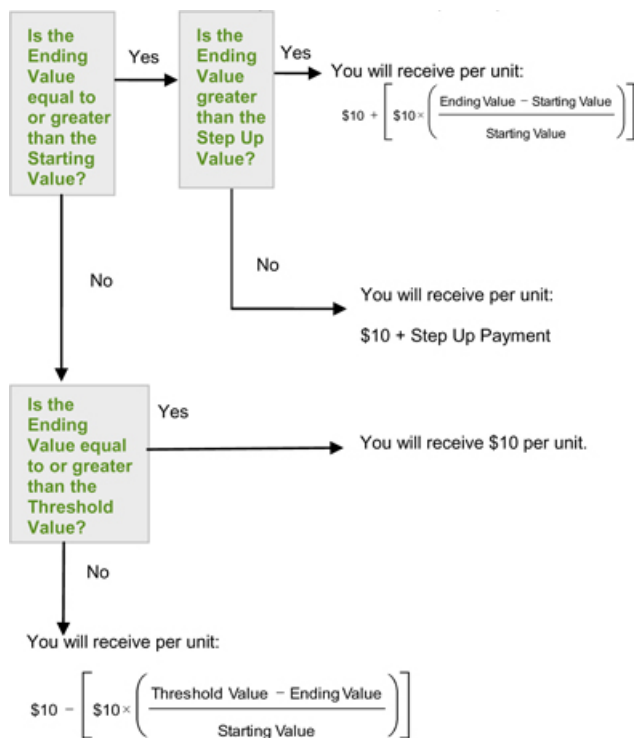 Is the
Ending
Value
equal to
or greater
than the
Starting
Value?
Yes
Is the
Ending
Value
greater
than the
Step Up
Value?
Yes
You will receive per unit:
$10 + [ $10 × ( Ending Value − Starting Value
Starting Value ) ]
No
No
You will receive per unit:
$10 + Step Up Payment
Is the
Ending
Value equal
to or greater
than the
Threshold
Value?
Yes
You will receive $10 per unit.
No
You will receive per unit:
$10 − [ $10 × ( Threshold Value − Ending Value
Starting Value ) ]